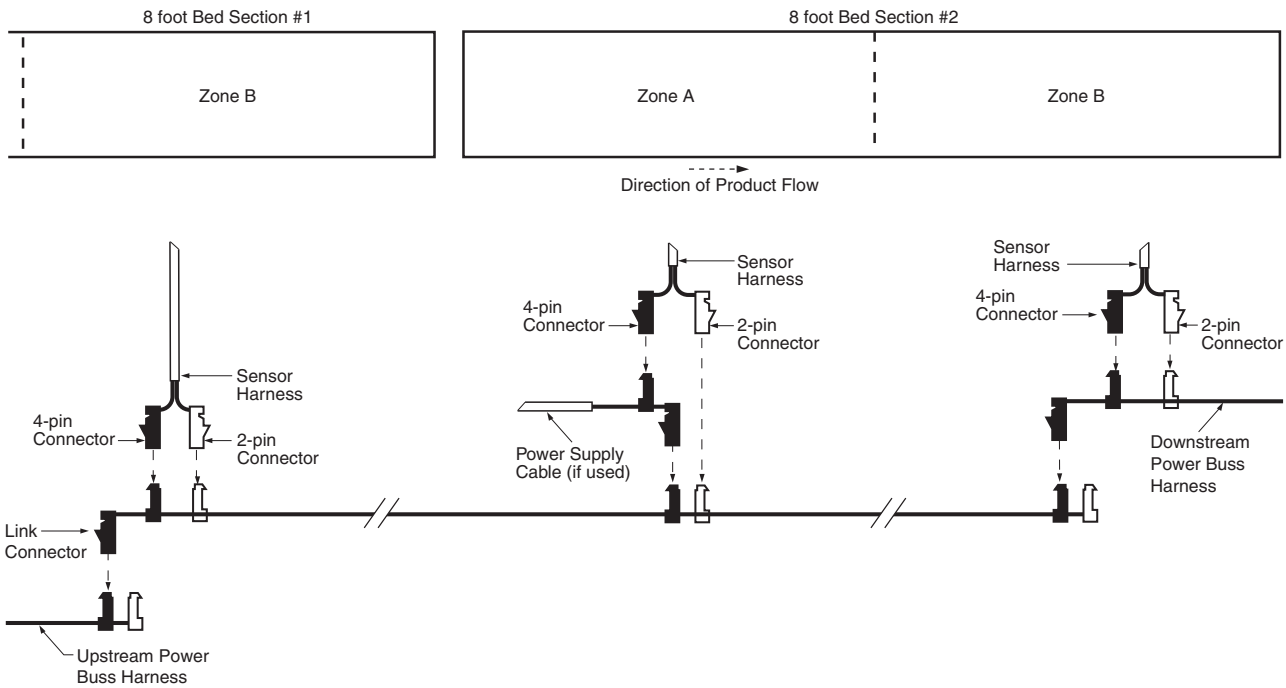 8 foot Bed Section #1
8 foot Bed Section #2
Zone B
Zone A
Zone B
Direction of Product Flow
Sensor
Harness
4-pin
Connector
2-pin
Connector
Sensor
Harness
4-pin
Connector
2-pin
Connector
Sensor
Harness
4-pin
Connector
2-pin
Connector
Power Supply
Cable (if used)
Downstream
Power Buss
Harness
Link
Connector
Upstream Power
Buss Harness